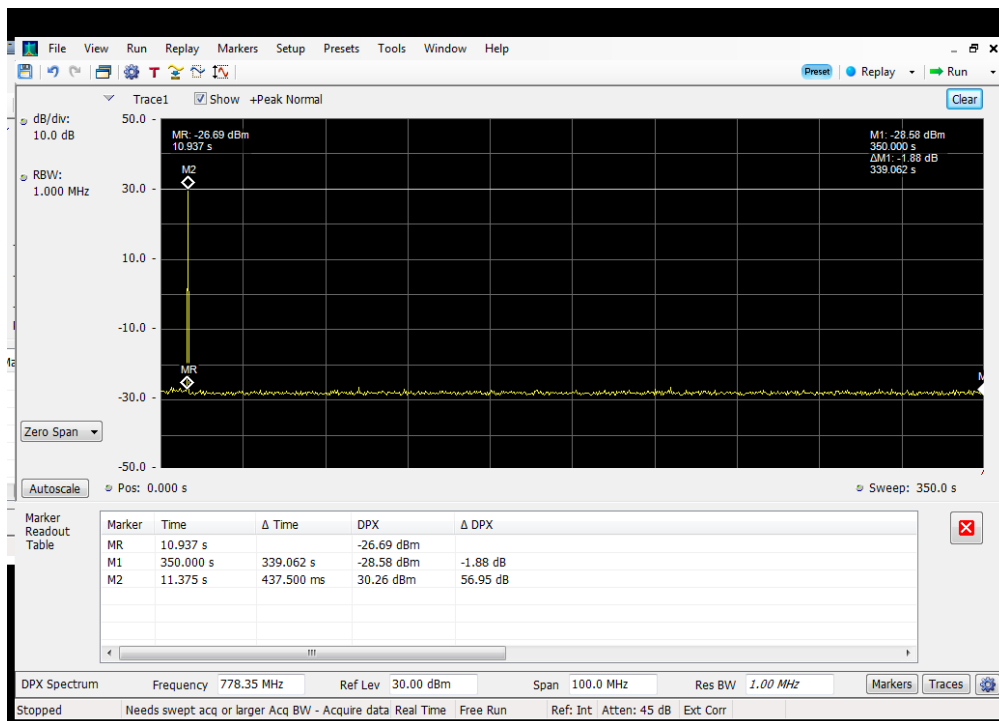 File View Run Replay Markers Setup Presets Tools Window Help
T Preset Replay Run
Trace1 Show +Peak Normal Clear
dB/div:
10.0 dB
RBW:
1.000 MHz
50.0 -
30.0 -
10.0 -
-10.0 -
-30.0 -
-50.0 -
MR: -26.69 dBm
10.937 s
M2
MR
M1: -28.58 dBm
350.000 s
ΔM1: -1.88 dB
339.062 s
Zero Span
Autoscale Pos: 0.000 s Sweep: 350.0 s
Marker
Readout
Table
Marker Time Δ Time DPX Δ DPX
MR 10.937 s -26.69 dBm
M1 350.000 s 339.062 s -28.58 dBm -1.88 dB
M2 11.375 s 437.500 ms 30.26 dBm 56.95 dB
DPX Spectrum Frequency 778.35 MHz Ref Lev 30.00 dBm Span 100.0 MHz Res BW 1.00 MHz Markers Traces
Stopped Needs swept acq or larger Acq BW - Acquire data Real Time Free Run Ref: Int Atten: 45 dB Ext Corr